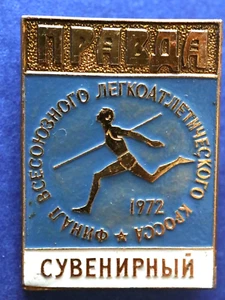 ПРАВДА
ФИНАЛ ВСЕСОЮЗНОГО ЛЕГКОАТЛЕТИЧЕСКОГО КРОССА
1972
СУВЕНИРНЫЙ